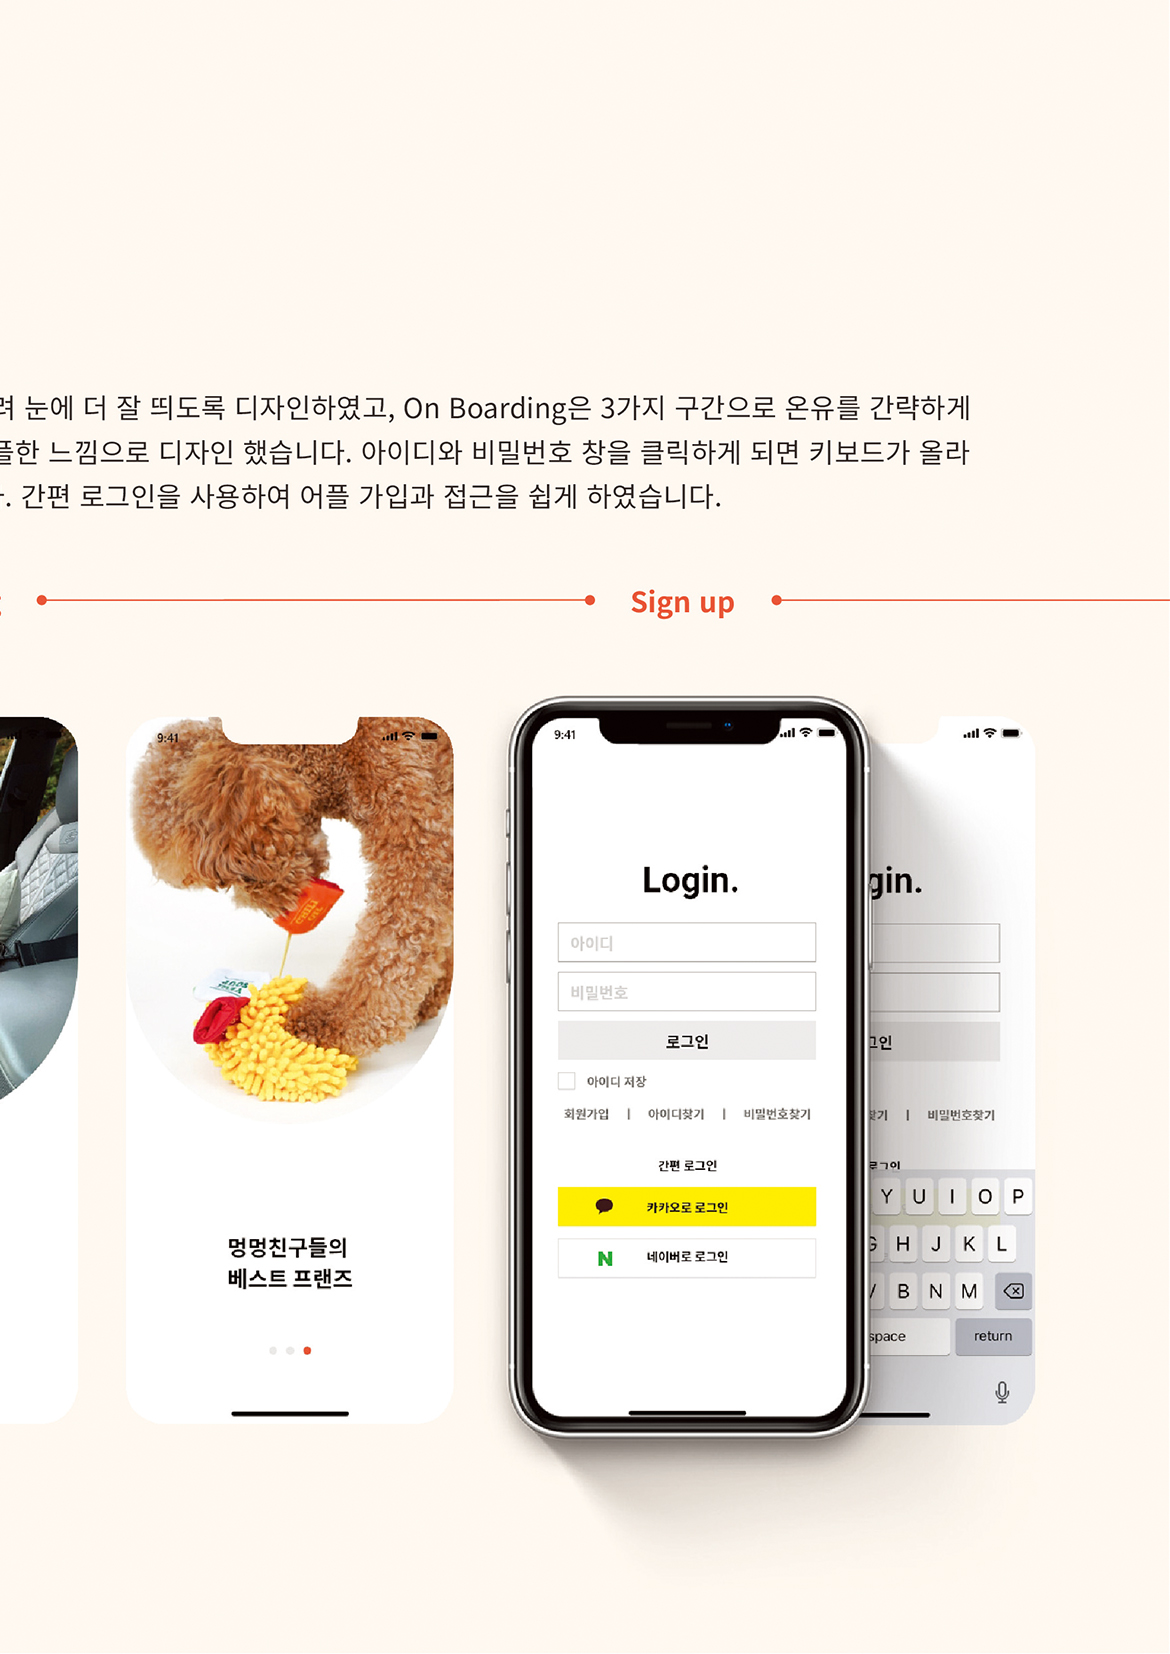 려 눈에 더 잘 띄도록 디자인하였고, On Boarding은 3가지 구간으로 온유를 간략하게
플한 느낌으로 디자인 했습니다. 아이디와 비밀번호 창을 클릭하게 되면 키보드가 올라
. 간편 로그인을 사용하여 어플 가입과 접근을 쉽게 하였습니다.
Sign up
9:41
멍멍친구들의
베스트 프랜즈
9:41
Login.
아이디
비밀번호
로그인
아이디 저장
회원가입 | 아이디찾기 | 비밀번호찾기
간편 로그인
카카오로 로그인
N 네이버로 로그인
gin.
그인
찾기 | 비밀번호찾기
로그인
Y U I O P
G H J K L
V B N M
space return